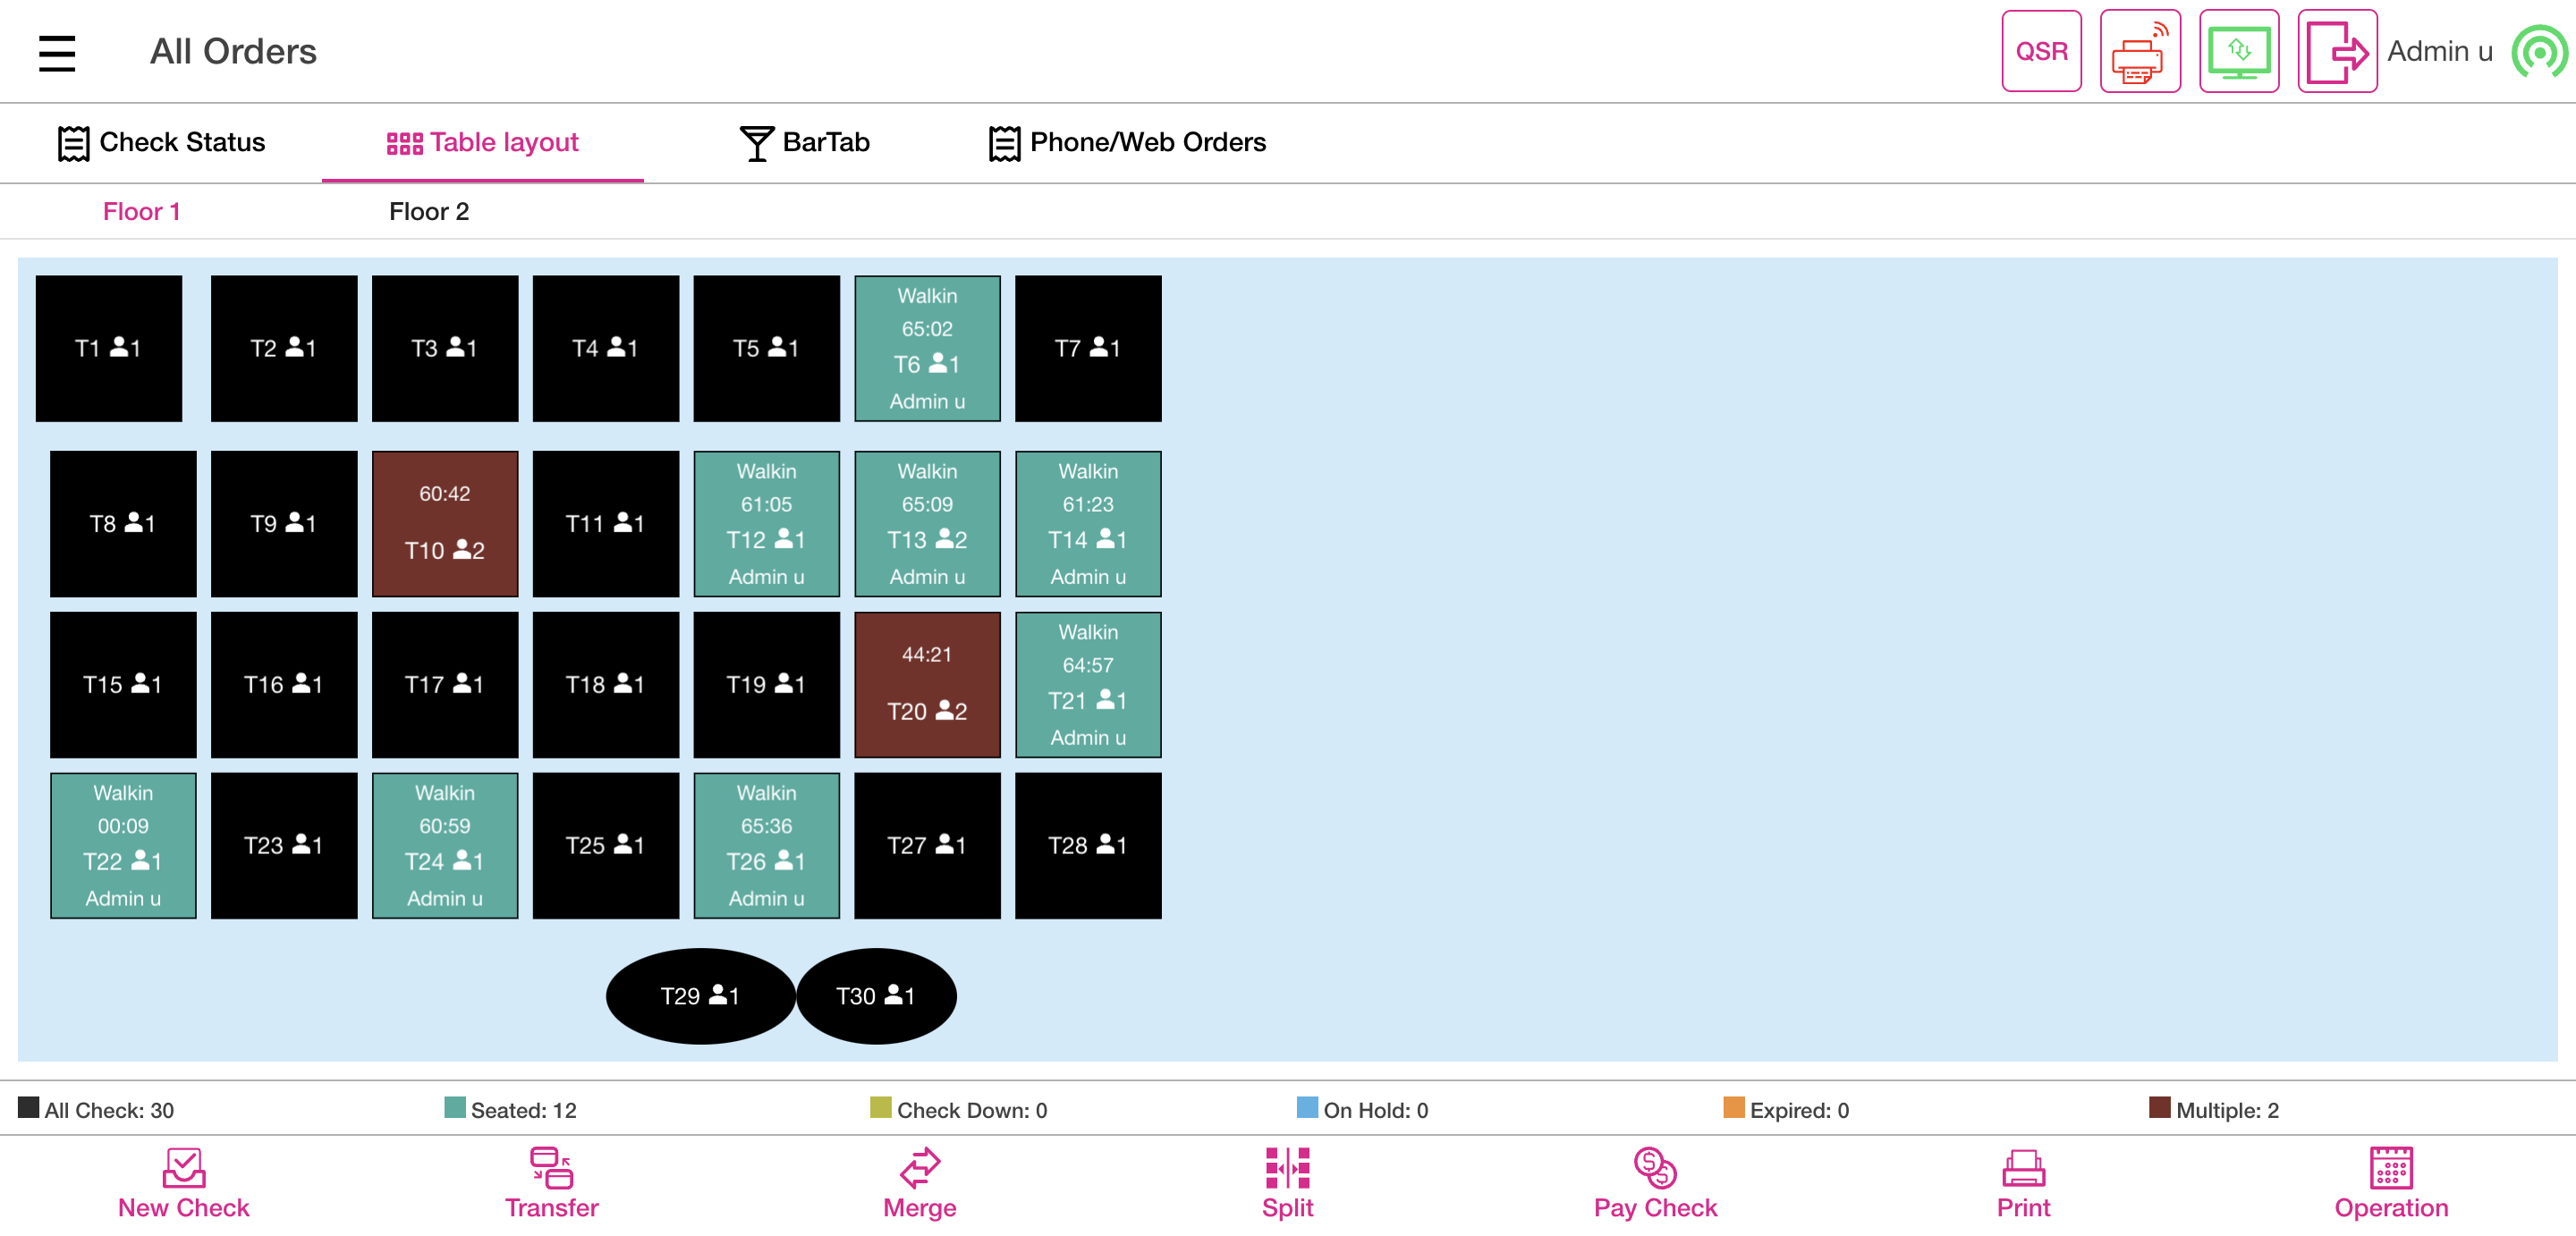 All Orders
QSR
Admin u
Check Status
Table layout
BarTab
Phone/Web Orders
Floor 1
Floor 2
T1 1
T2 1
T3 1
T4 1
T5 1
Walkin
65:02
T6 1
Admin u
T7 1
T8 1
T9 1
60:42
T10 2
T11 1
Walkin
61:05
T12 1
Admin u
Walkin
65:09
T13 2
Admin u
Walkin
61:23
T14 1
Admin u
T15 1
T16 1
T17 1
T18 1
T19 1
44:21
T20 2
Walkin
64:57
T21 1
Admin u
Walkin
00:09
T22 1
Admin u
T23 1
Walkin
60:59
T24 1
Admin u
T25 1
Walkin
65:36
T26 1
Admin u
T27 1
T28 1
T29 1
T30 1
All Check: 30
Seated: 12
Check Down: 0
On Hold: 0
Expired: 0
Multiple: 2
New Check
Transfer
Merge
Split
Pay Check
Print
Operation